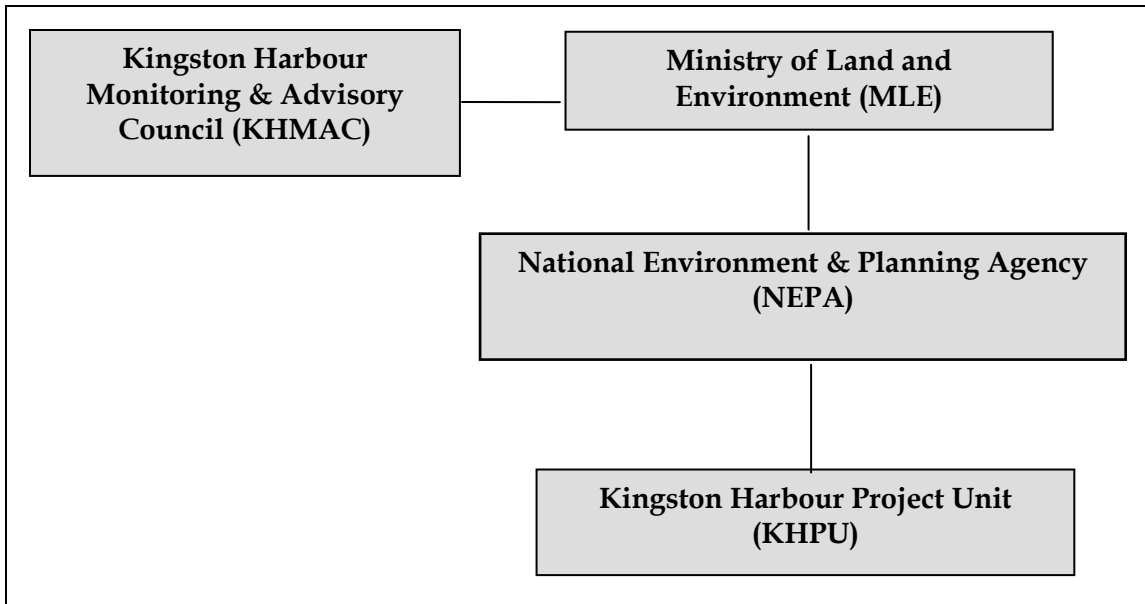 Kingston Harbour
Monitoring & Advisory
Council (KHMAC)
Ministry of Land and
Environment (MLE)
National Environment & Planning Agency
(NEPA)
Kingston Harbour Project Unit
(KHPU)